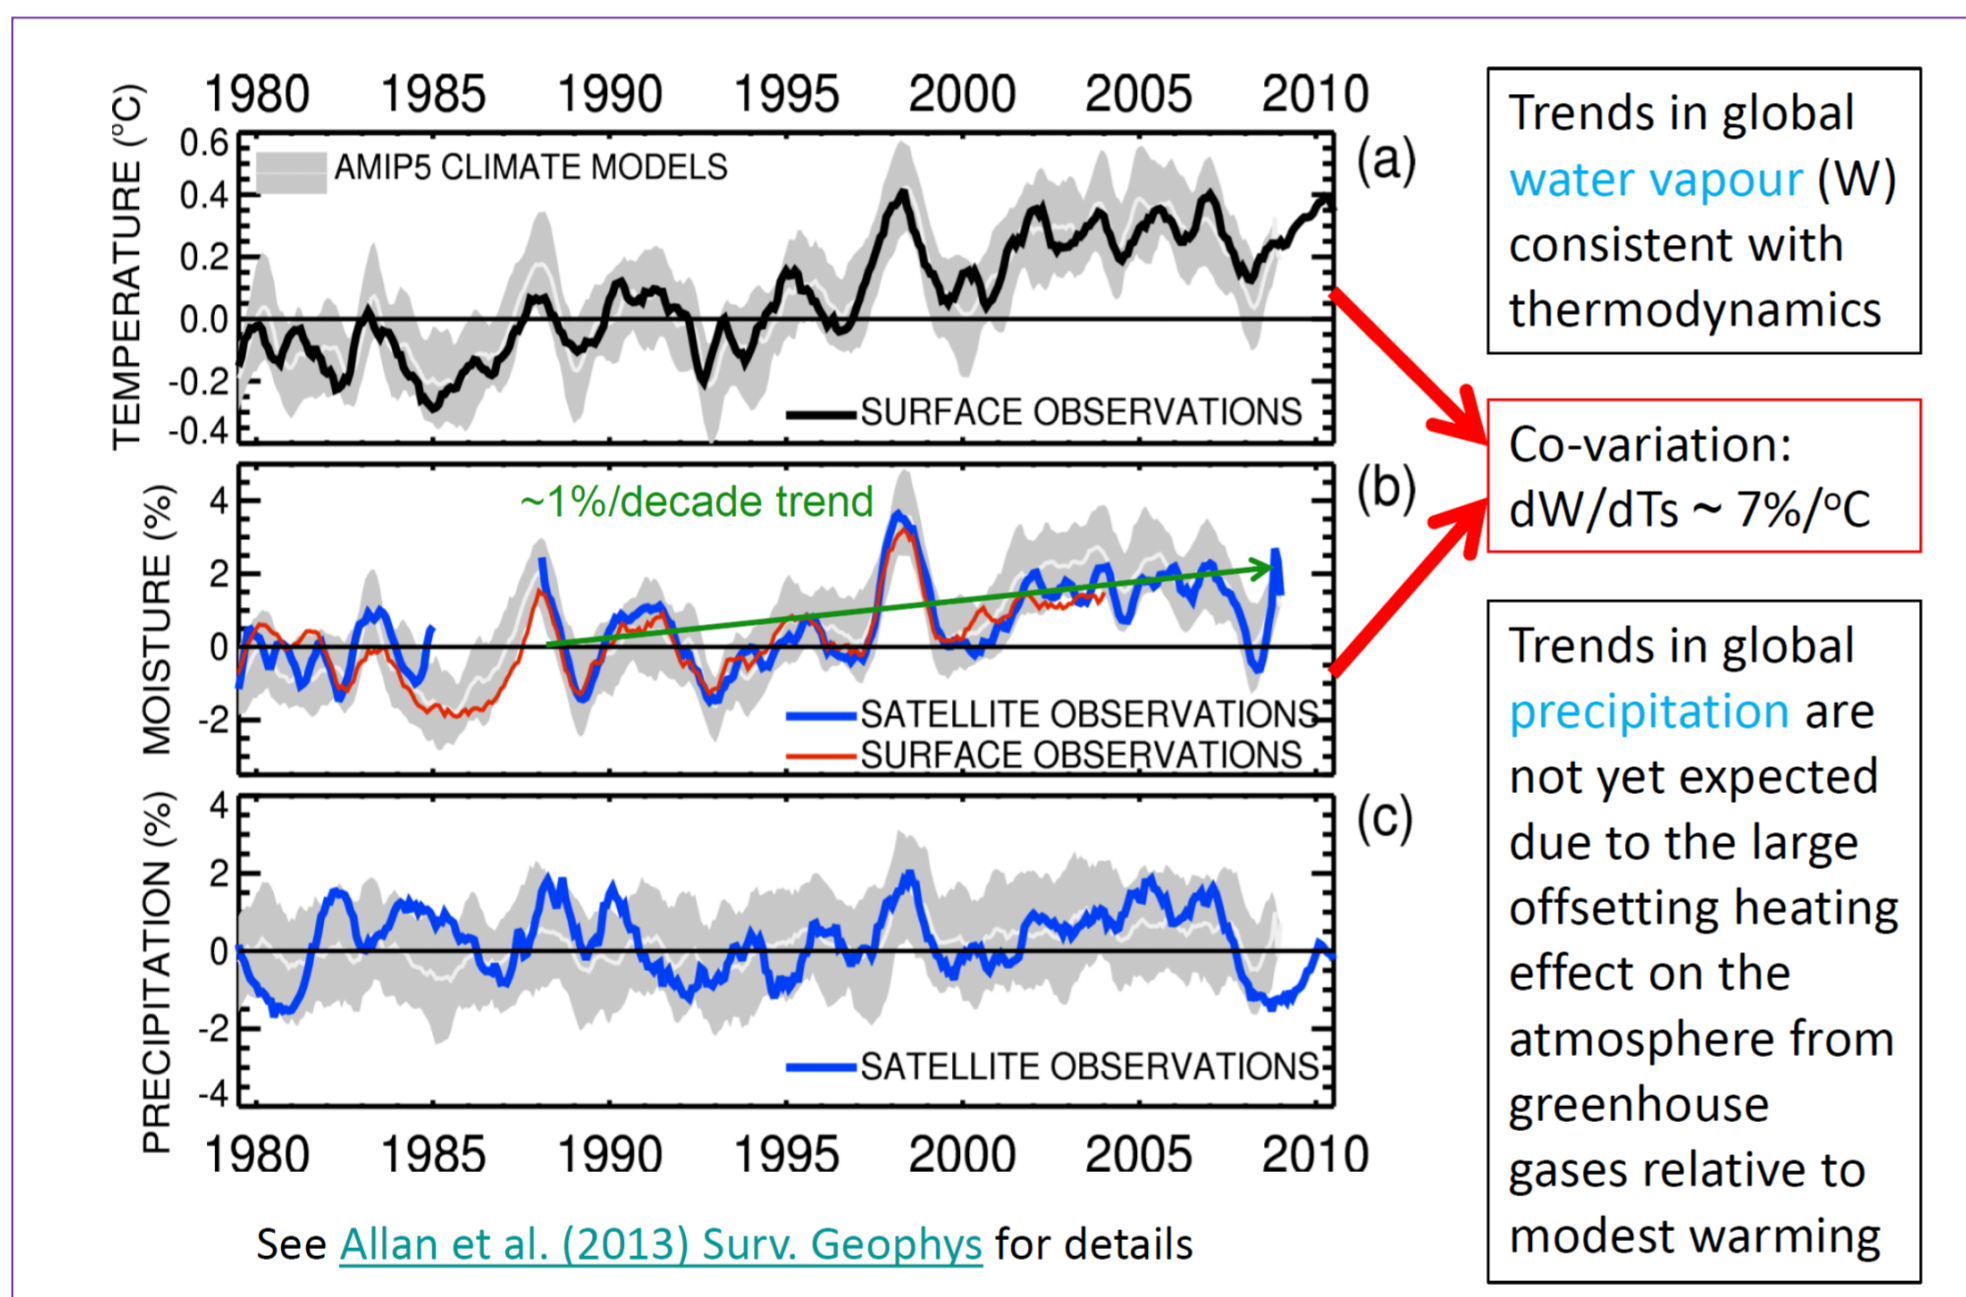 1980 1985 1990 1995 2000 2005 2010
TEMPERATURE (°C)
0.6
0.4
0.2
0.0
-0.2
-0.4
AMIP5 CLIMATE MODELS
SURFACE OBSERVATIONS
(a)
MOISTURE (%)
4
2
0
-2
~1%/decade trend
SATELLITE OBSERVATIONS
SURFACE OBSERVATIONS
(b)
PRECIPITATION (%)
4
2
0
-2
-4
SATELLITE OBSERVATIONS
(c)
1980 1985 1990 1995 2000 2005 2010
See Allan et al. (2013) Surv. Geophys for details
Trends in global
water vapour (W)
consistent with
thermodynamics
Co-variation:
dW/dTs ~ 7%/°C
Trends in global
precipitation are
not yet expected
due to the large
offsetting heating
effect on the
atmosphere from
greenhouse
gases relative to
modest warming